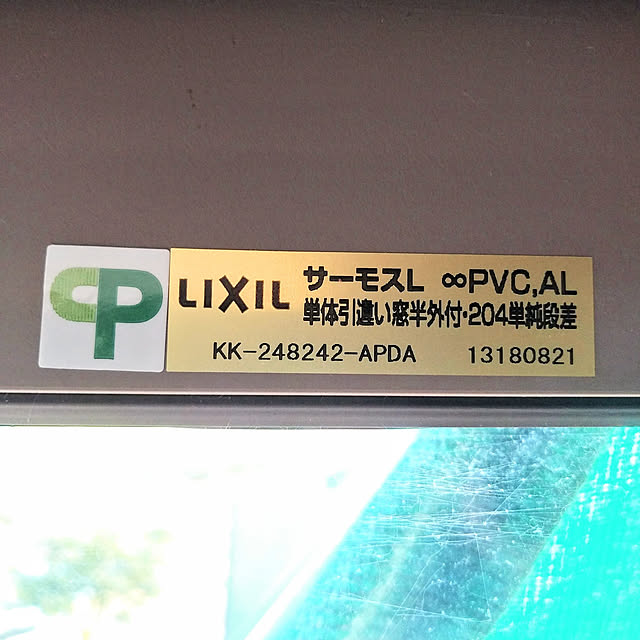 CP
LIXIL
サーモスL ∞PVC,AL
単体引違い窓半外付・204単純段差
KK-248242-APDA 13180821